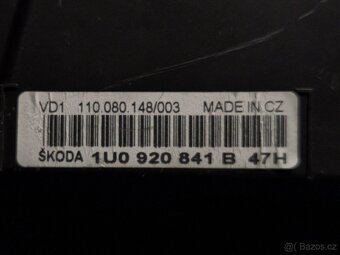 VD1 110.080.148/003 MADE IN CZ
ŠKODA 1U0 920 841 B 47H
© Bazos.cz